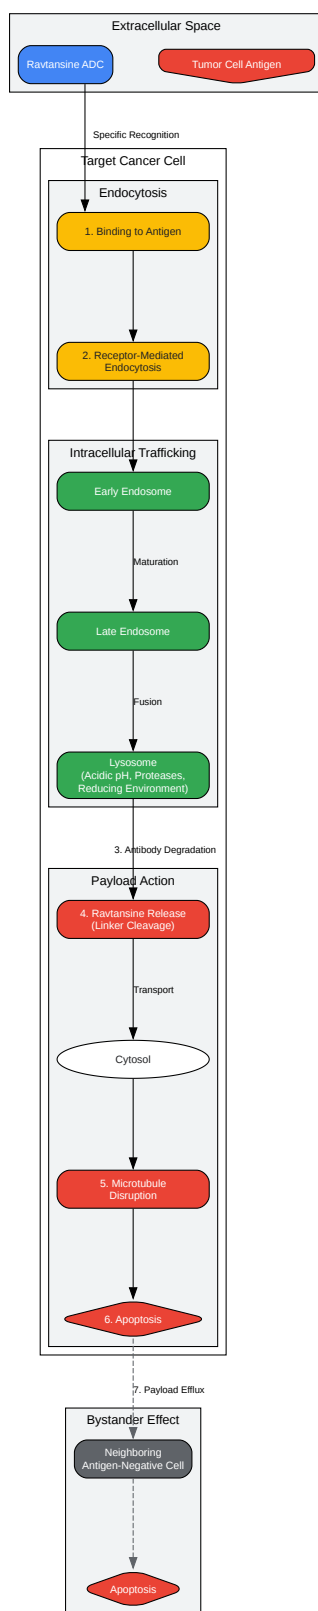 Extracellular Space
Ravtansine ADC
Tumor Cell Antigen
Specific Recognition
Target Cancer Cell
Endocytosis
1. Binding to Antigen
2. Receptor-Mediated
Endocytosis
Intracellular Trafficking
Early Endosome
Maturation
Late Endosome
Fusion
Lysosome
(Acidic pH, Proteases,
Reducing Environment)
3. Antibody Degradation
Payload Action
4. Ravtansine Release
(Linker Cleavage)
Transport
Cytosol
5. Microtubule
Disruption
6. Apoptosis
7. Payload Efflux
Bystander Effect
Neighboring
Antigen-Negative Cell
Apoptosis